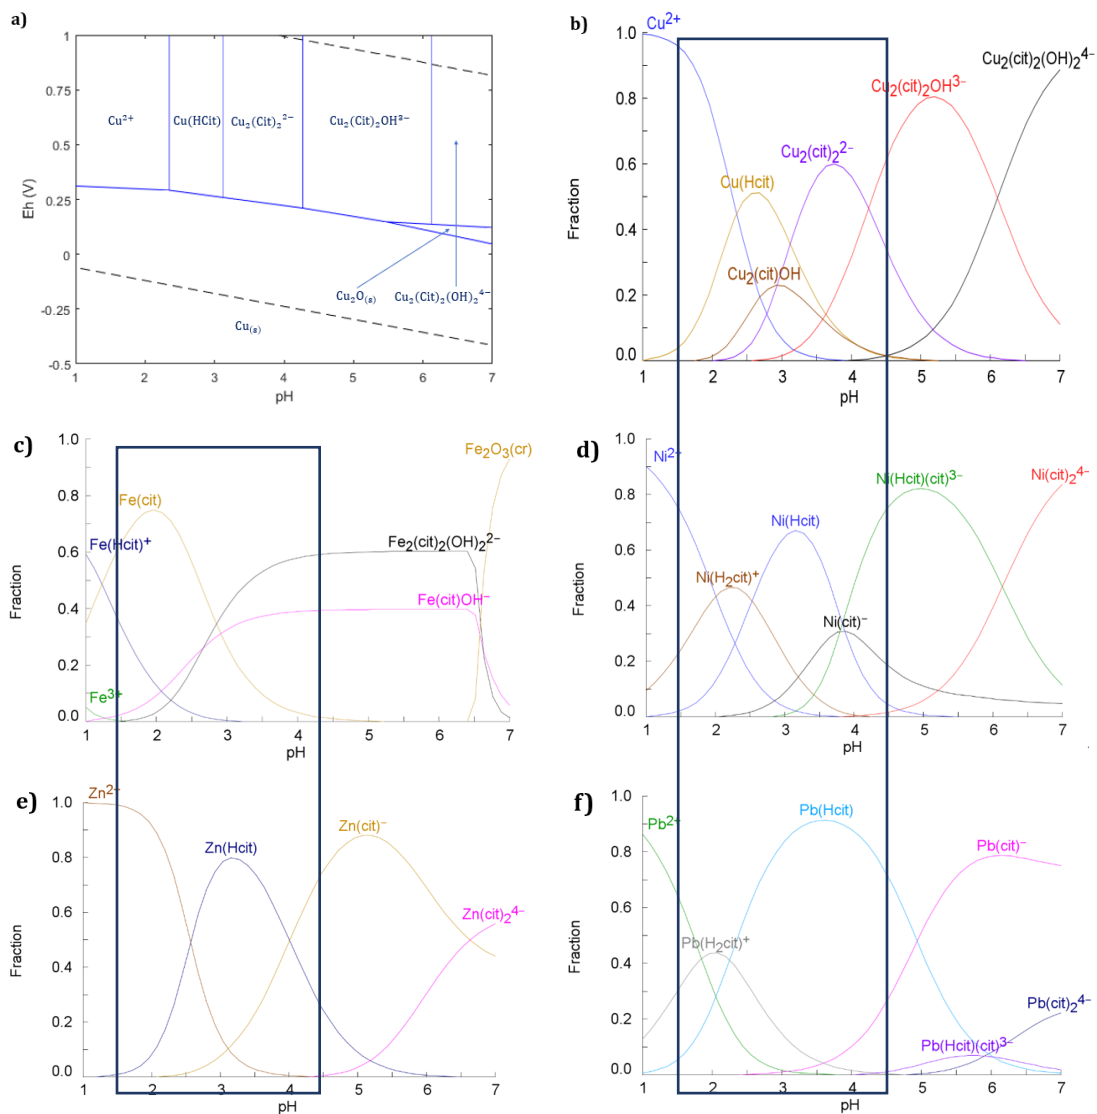 a)
1
0.75
0.5
0.25
0
-0.25
-0.5
Eh (V)
Cu²⁺
Cu(HCit)
Cu₂(Cit)₂²⁻
Cu₂(Cit)₂OH³⁻
Cu₂O₍ₛ₎
Cu₂(Cit)₂(OH)₂⁴⁻
Cu₍ₛ₎
1 2 3 4 5 6 7
pH
b)
Cu²⁺
1.0
0.8
0.6
0.4
0.2
0.0
Fraction
Cu₂(cit)₂(OH)₂⁴⁻
Cu₂(cit)₂OH³⁻
Cu₂(cit)₂²⁻
Cu(Hcit)
Cu₂(cit)OH
1 2 3 4 5 6 7
pH
c)
1.0
0.8
0.6
0.4
0.2
0.0
Fraction
Fe₂O₃(cr)
Fe(cit)
Fe(Hcit)⁺
Fe₂(cit)₂(OH)₂²⁻
Fe(cit)OH⁻
Fe³⁺
1 2 3 4 5 6 7
pH
d)
1.0
0.8
0.6
0.4
0.2
0.0
Fraction
Ni²⁺
Ni(Hcit)(cit)³⁻
Ni(cit)₂⁴⁻
Ni(Hcit)
Ni(H₂cit)⁺
Ni(cit)⁻
1 2 3 4 5 6 7
pH
e)
Zn²⁺
1.0
0.8
0.6
0.4
0.2
0.0
Fraction
Zn(cit)⁻
Zn(Hcit)
Zn(cit)₂⁴⁻
1 2 3 4 5 6 7
pH
f)
1.0
0.8
0.6
0.4
0.2
0.0
Fraction
Pb²⁺
Pb(Hcit)
Pb(cit)⁻
Pb(H₂cit)⁺
Pb(cit)₂⁴⁻
Pb(Hcit)(cit)³⁻
1 2 3 4 5 6 7
pH